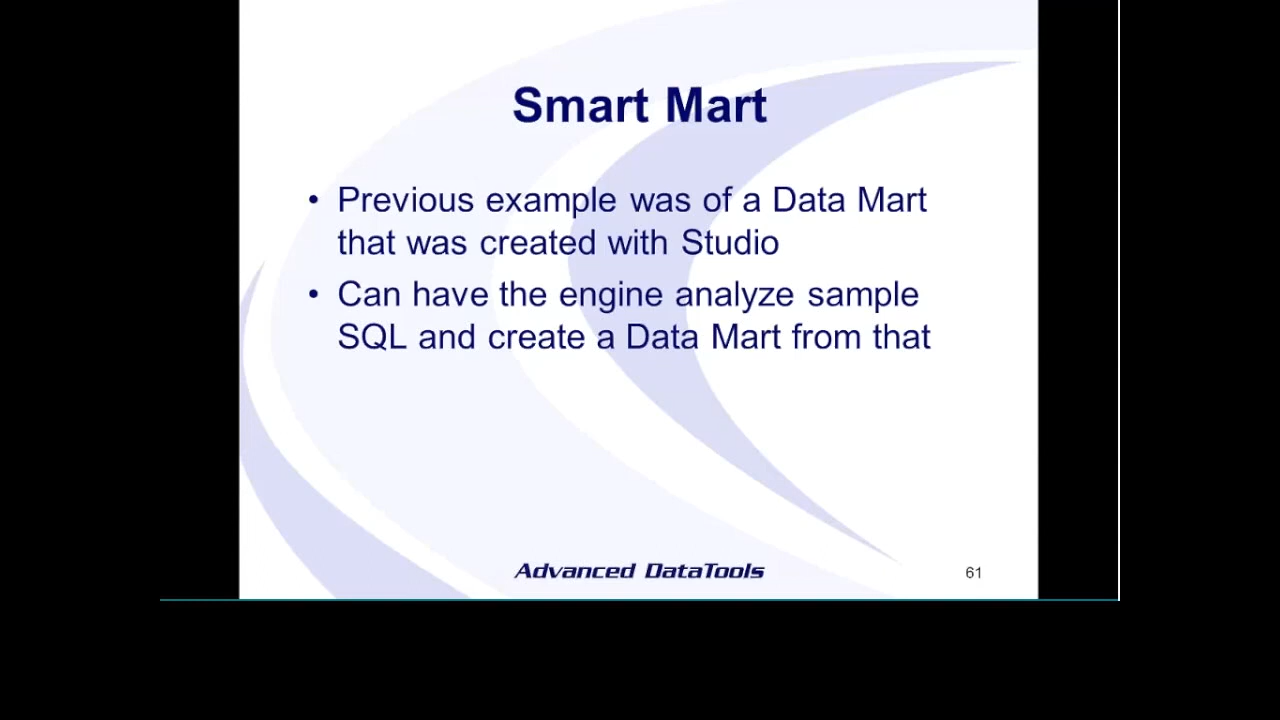 Smart Mart
• Previous example was of a Data Mart
that was created with Studio
• Can have the engine analyze sample
SQL and create a Data Mart from that
Advanced DataTools
61